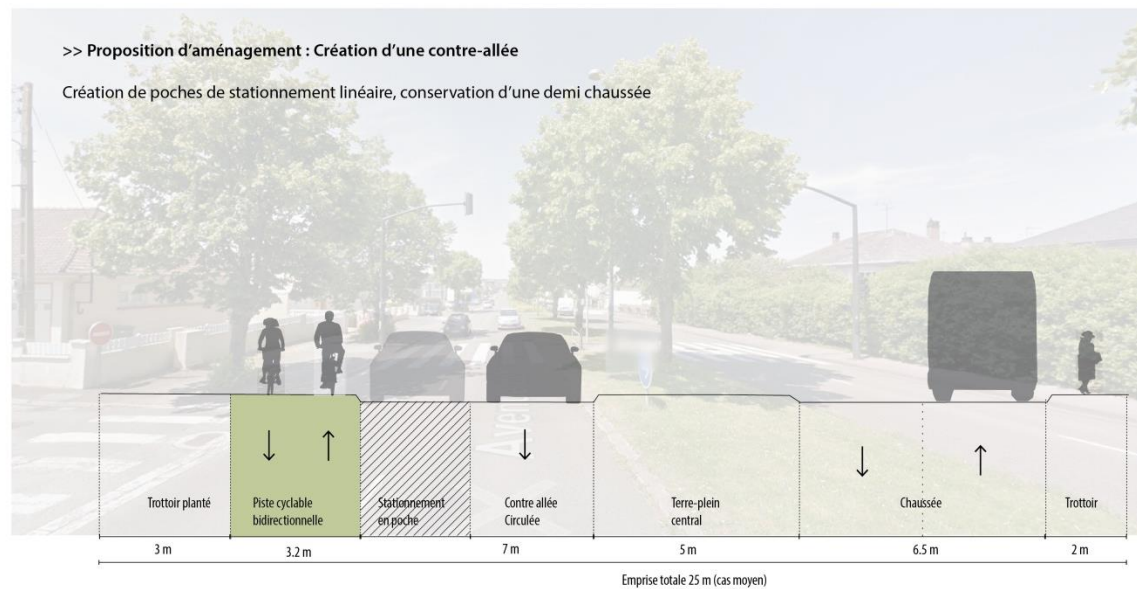 >> Proposition d'aménagement : Création d'une contre-allée
Création de poches de stationnement linéaire, conservation d'une demi chaussée
Trottoir planté
Piste cyclable
bidirectionnelle
Stationnement
en poche
Contre allée
Circulée
Terre-plein
central
Chaussée
Trottoir
3 m
3.2 m
7 m
5 m
6.5 m
2 m
Emprise totale 25 m (cas moyen)